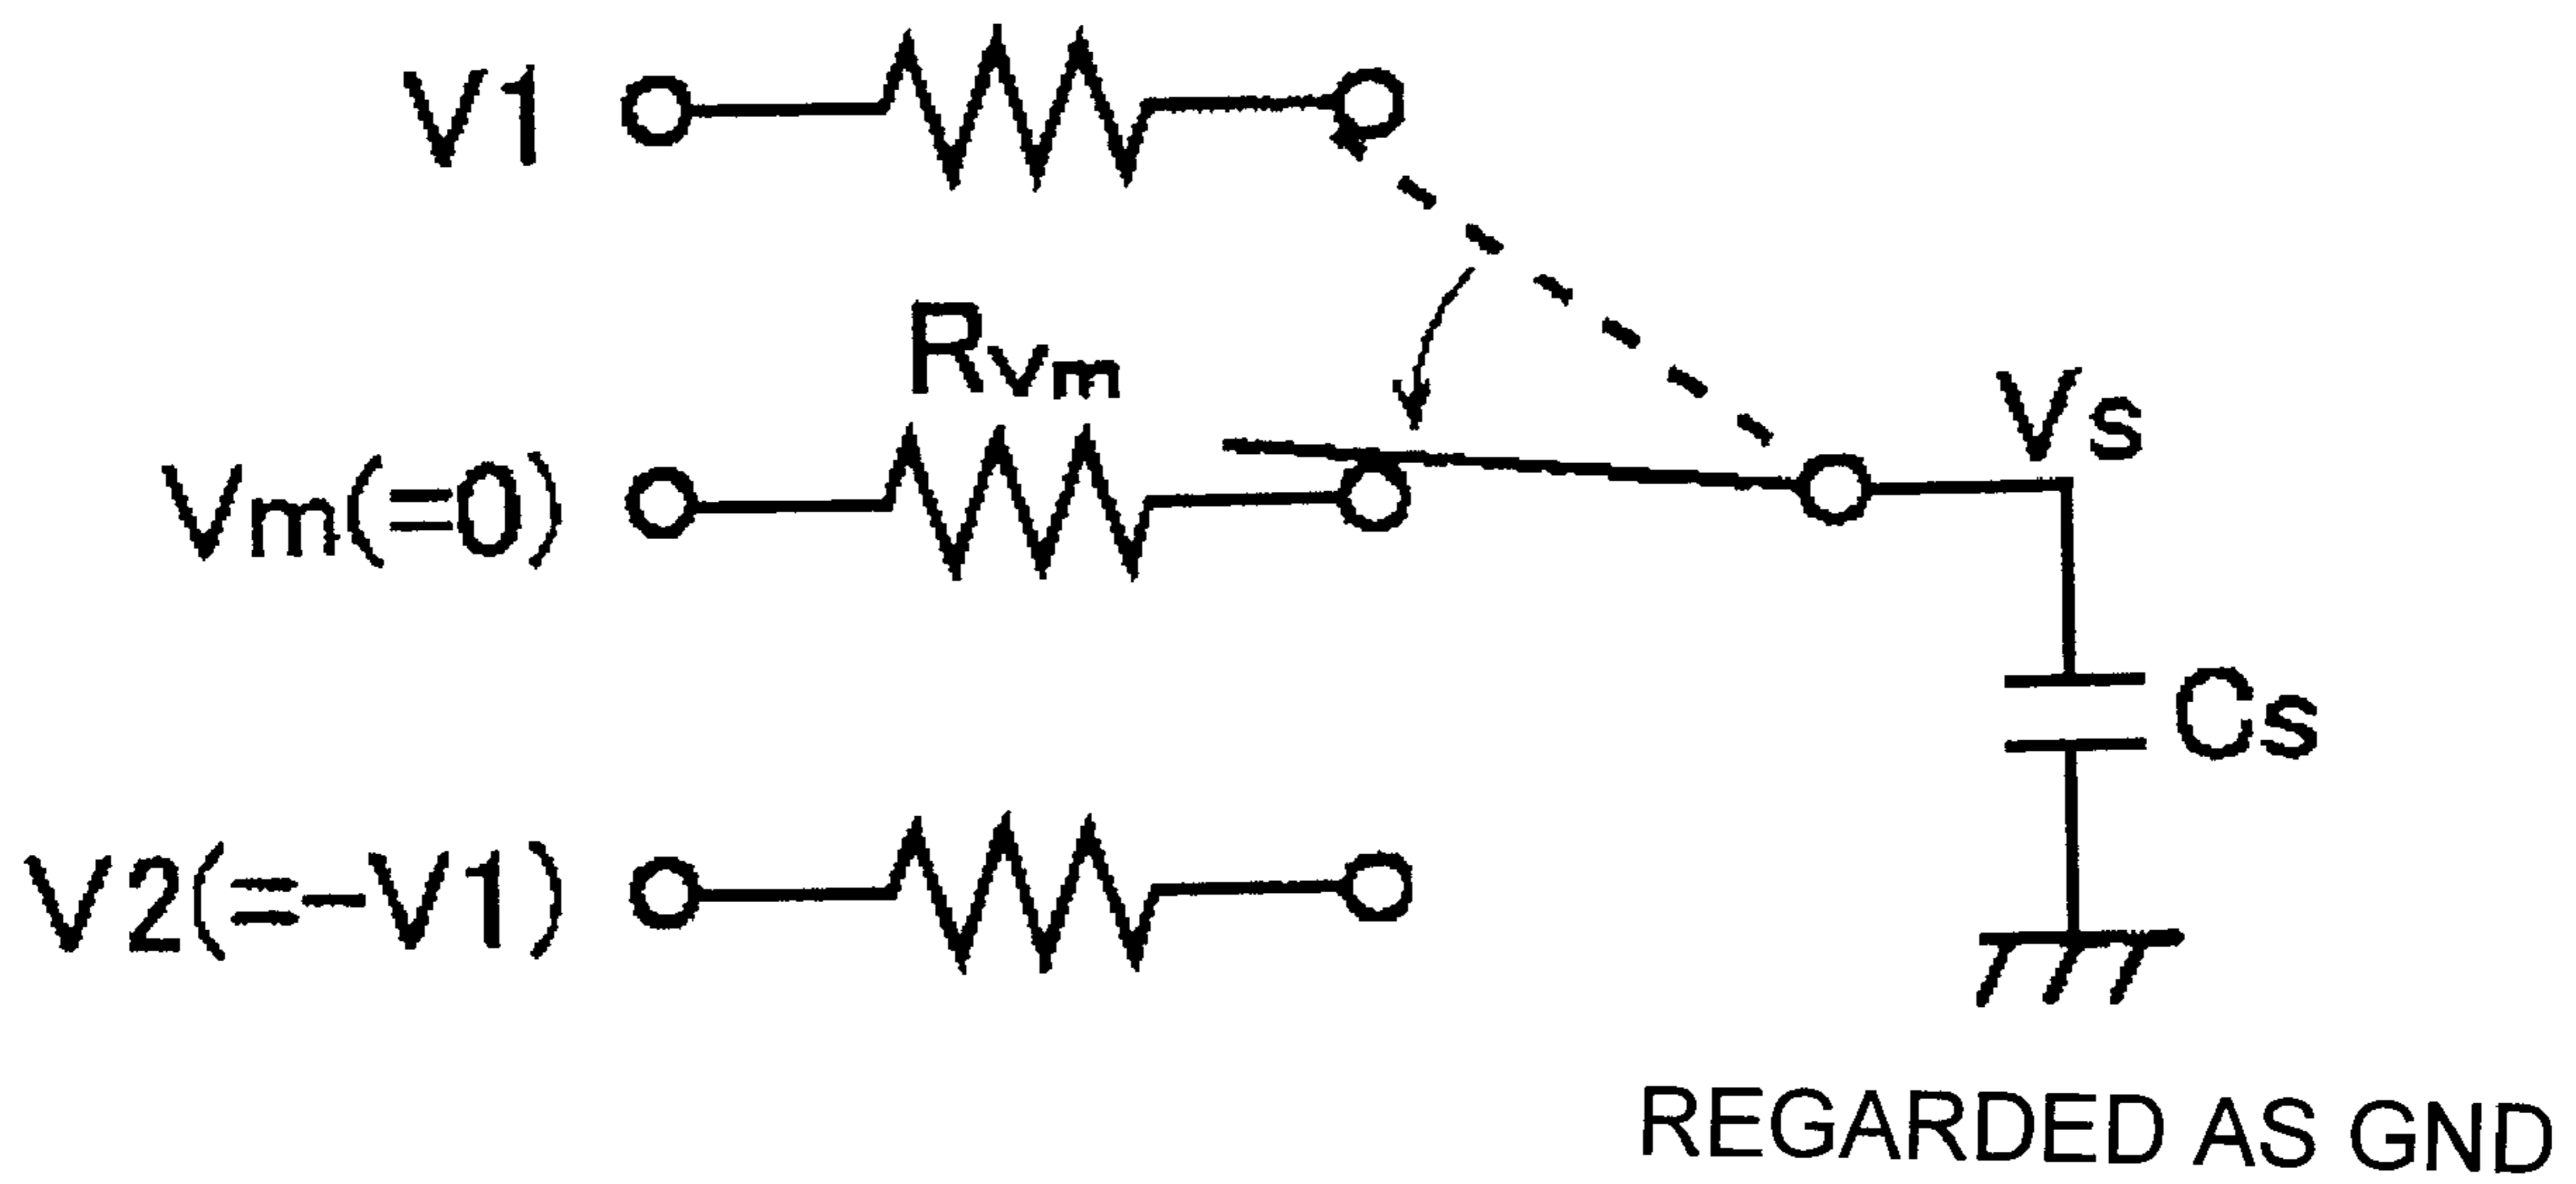 V1
Rvm
Vm(=0)
Vs
Cs
V2(=-V1)
REGARDED AS GND